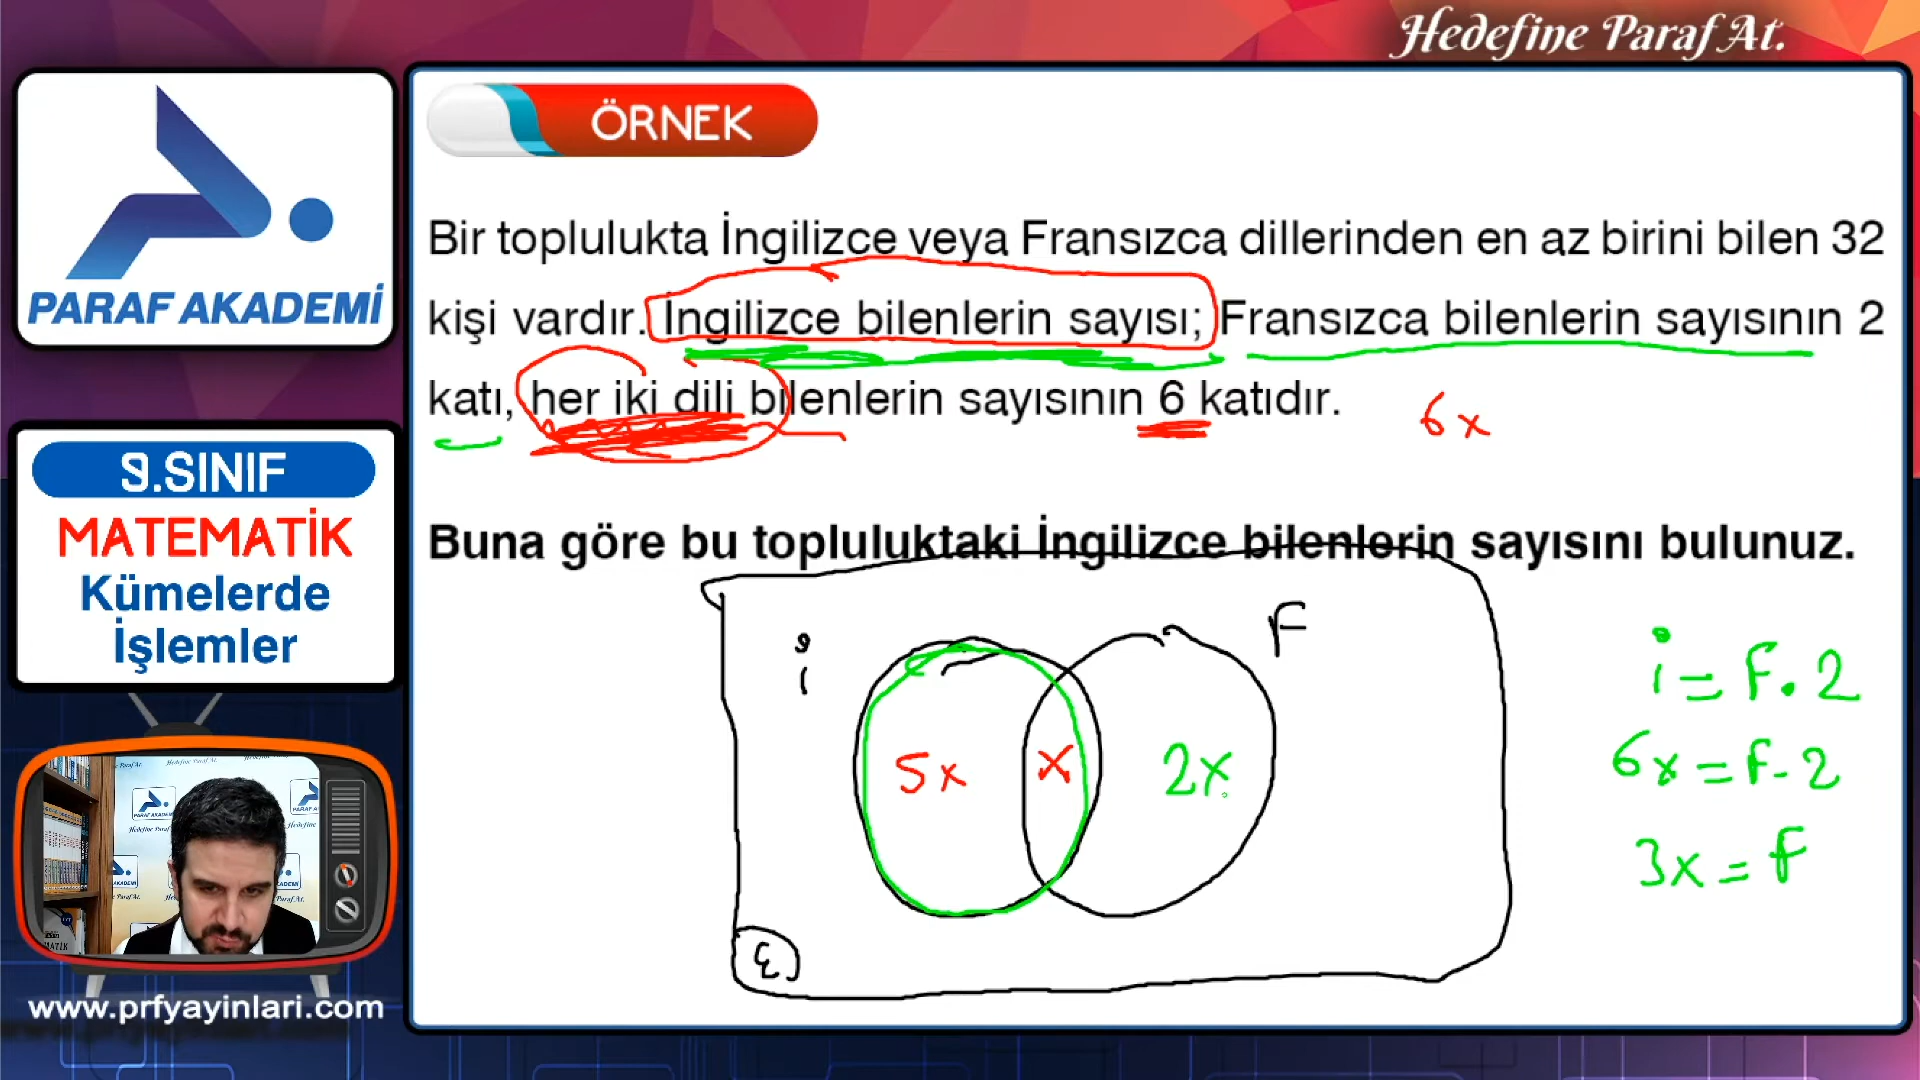 Hedefine Paraf At.
PARAF AKADEMİ
ÖRNEK
Bir toplulukta İngilizce veya Fransızca dillerinden en az birini bilen 32
kişi vardır. İngilizce bilenlerin sayısı; Fransızca bilenlerin sayısının 2
katı, her iki dili bilenlerin sayısının 6 katıdır.
6x
Buna göre bu topluluktaki İngilizce bilenlerin sayısını bulunuz.
9.SINIF
MATEMATİK
Kümelerde
İşlemler
i
F
5x
x
2x
i = F . 2
6x = F - 2
3x = F
www.prfyayinlari.com